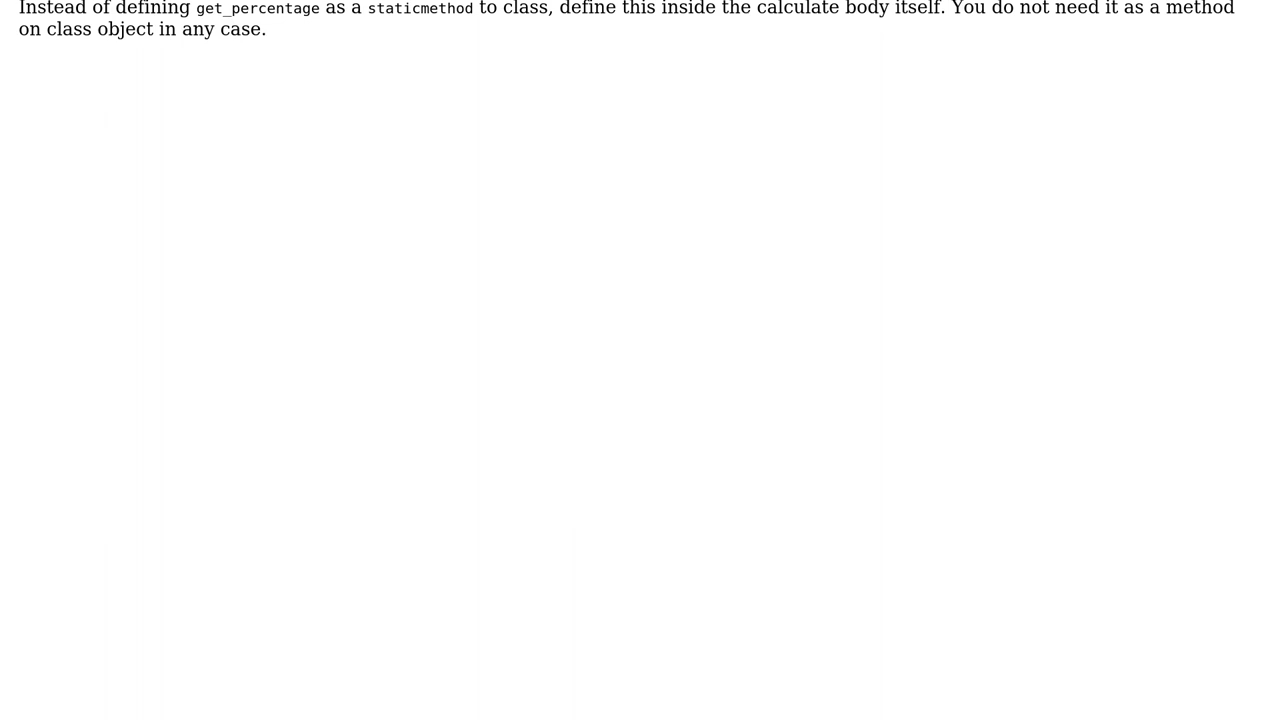 Instead of defining get_percentage as a staticmethod to class, define this inside the calculate body itself. You do not need it as a method
on class object in any case.